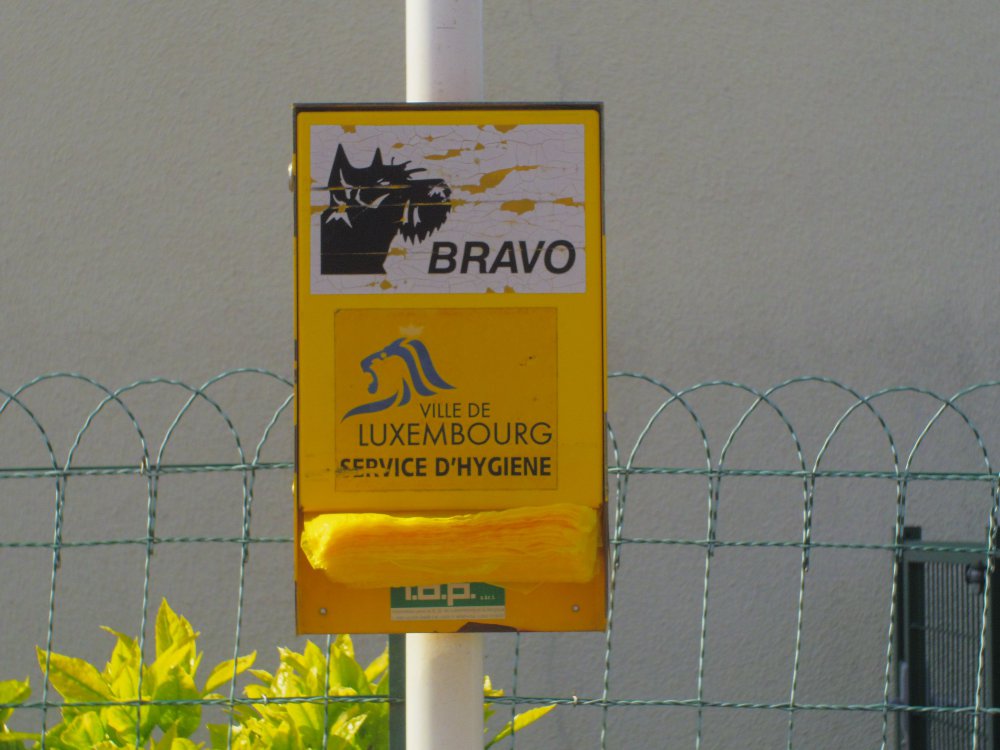 BRAVO
VILLE DE
LUXEMBOURG
SERVICE D'HYGIENE